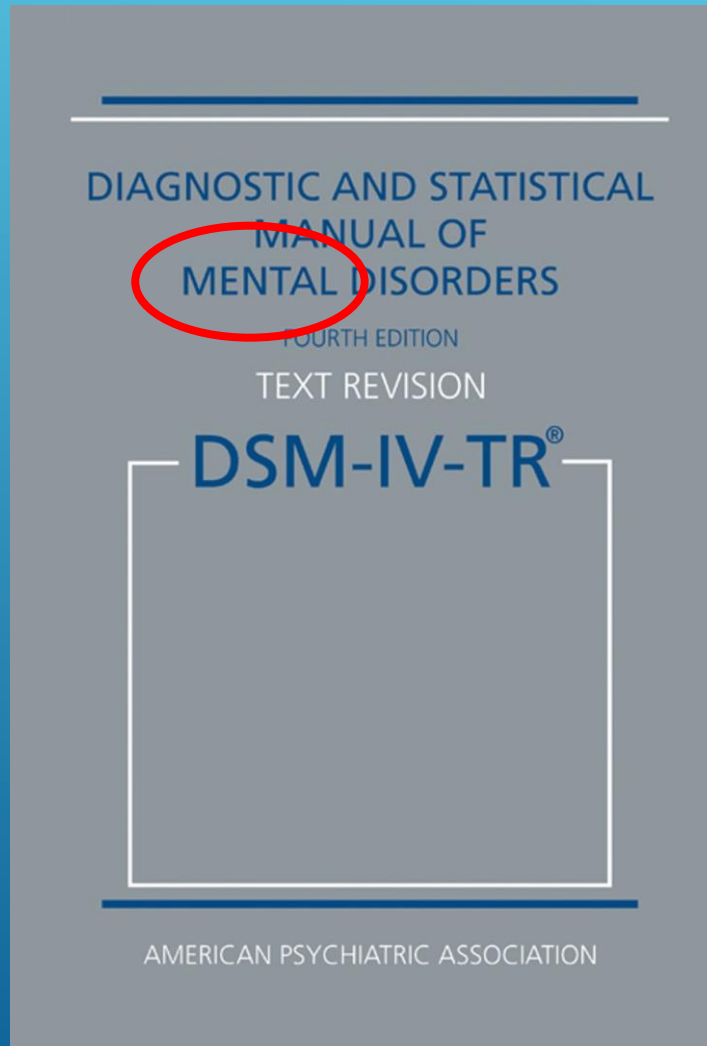 DIAGNOSTIC AND STATISTICAL
MANUAL OF
MENTAL DISORDERS
FOURTH EDITION
TEXT REVISION
DSM-IV-TR®
AMERICAN PSYCHIATRIC ASSOCIATION